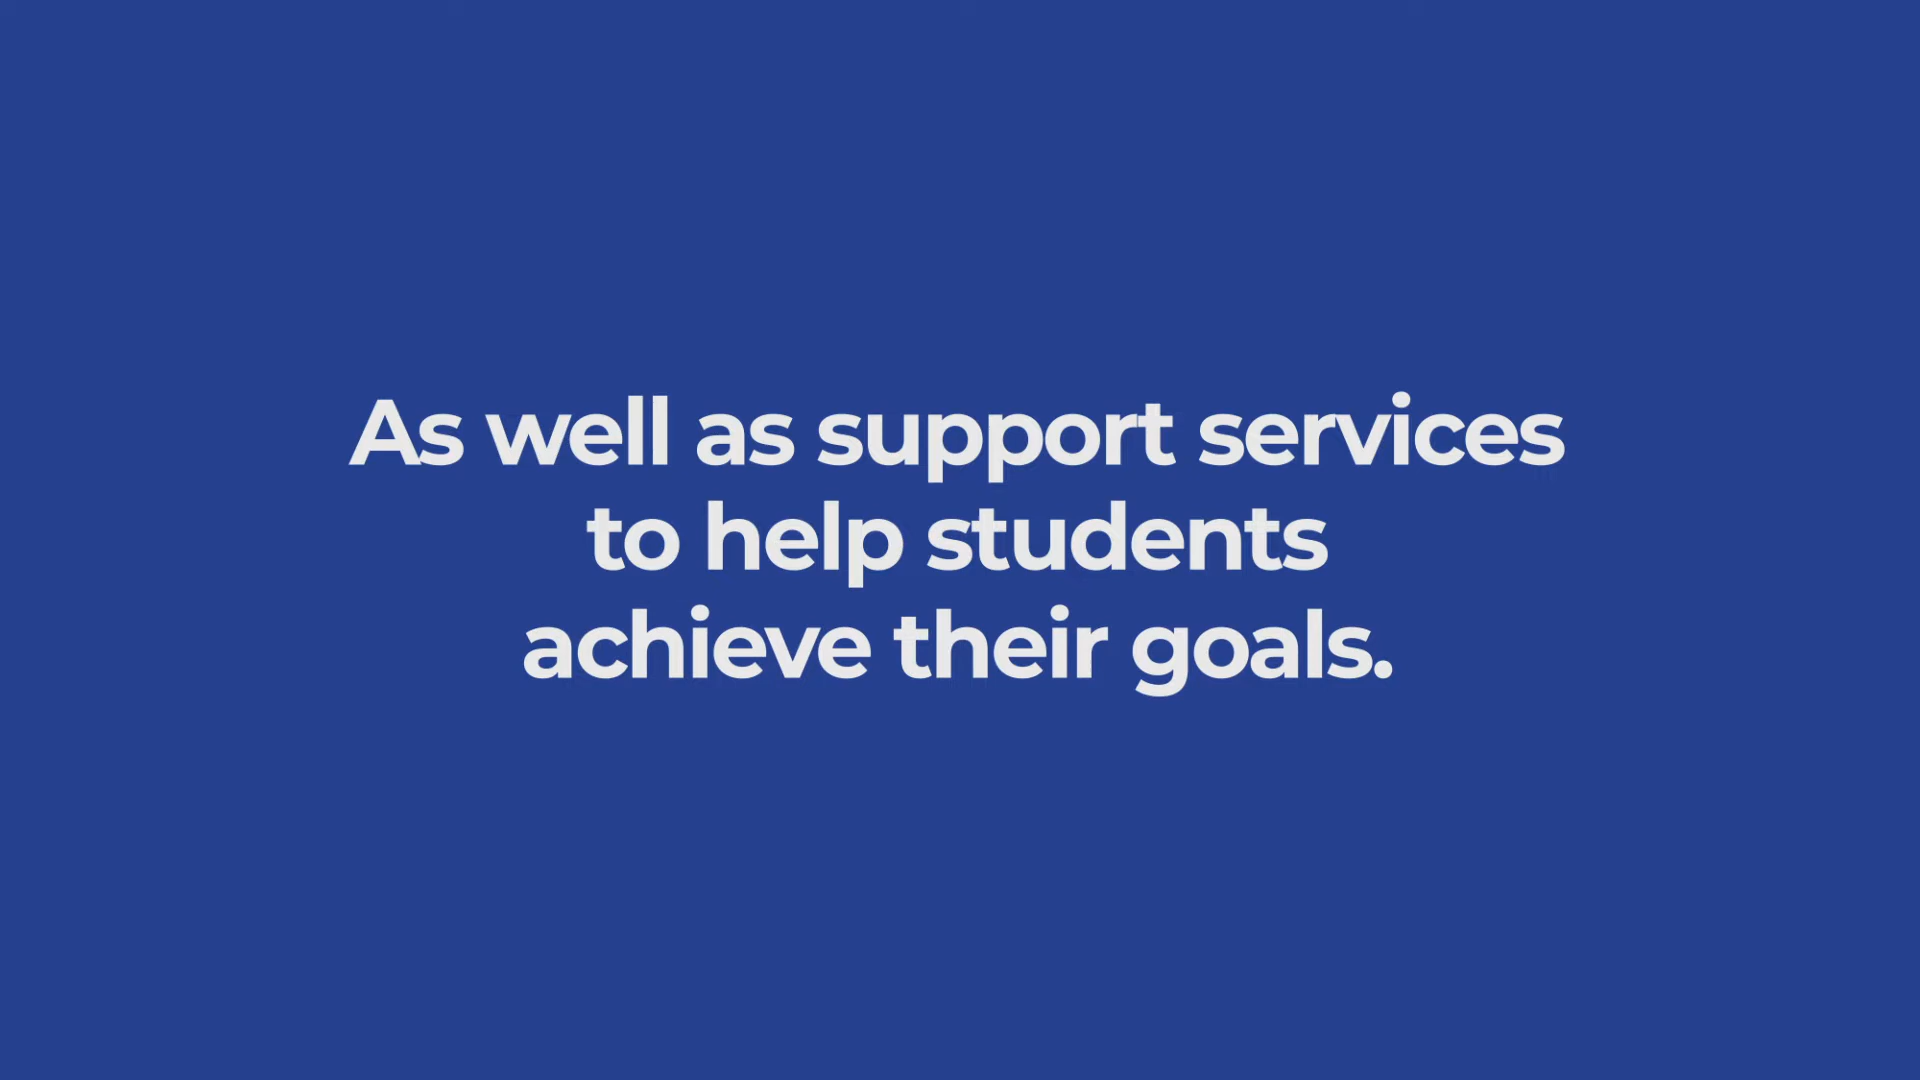 As well as support services
to help students
achieve their goals.